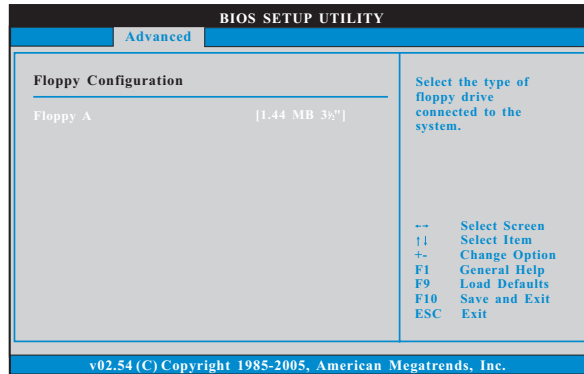 BIOS SETUP UTILITY
Advanced
Floppy Configuration
Floppy A [1.44 MB 3½"]
Select the type of
floppy drive
connected to the
system.
←→ Select Screen
↑↓ Select Item
+- Change Option
F1 General Help
F9 Load Defaults
F10 Save and Exit
ESC Exit
v02.54 (C) Copyright 1985-2005, American Megatrends, Inc.